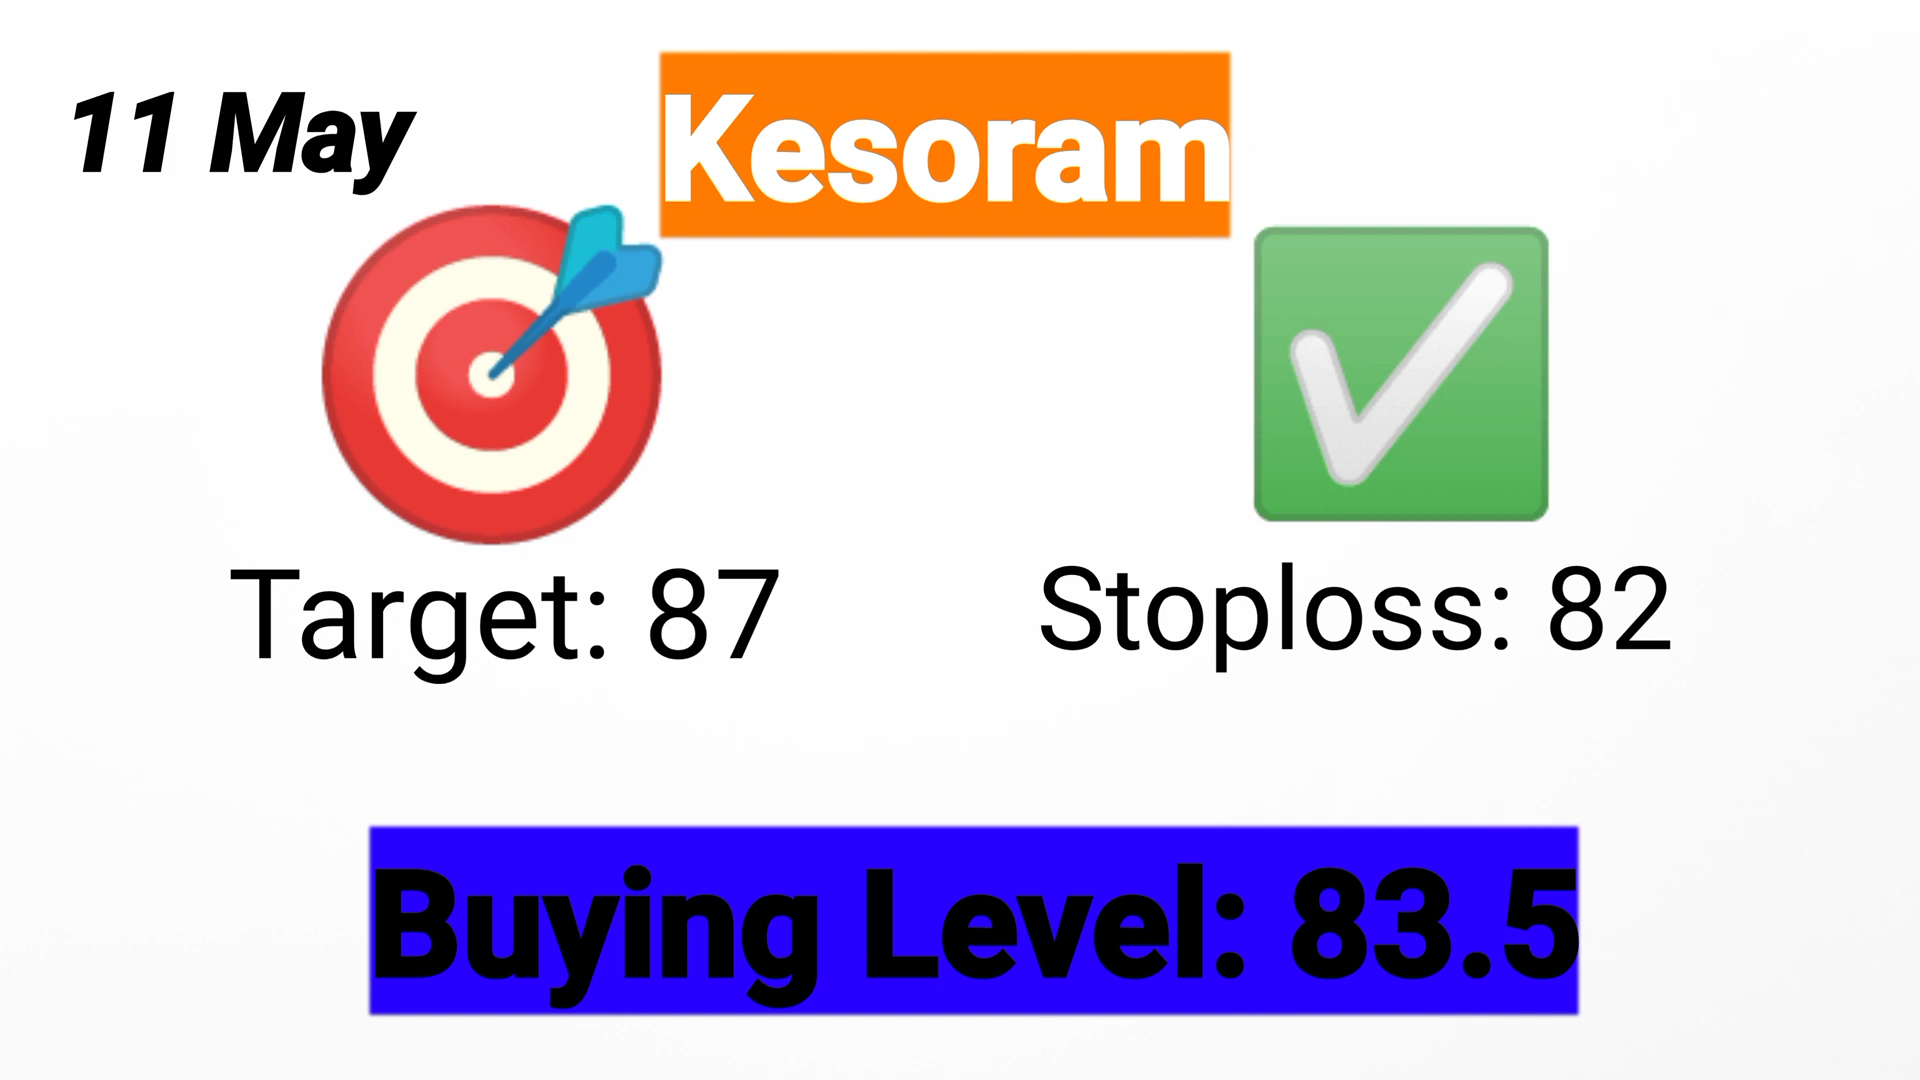 11 May
Kesoram
Target: 87
Stoploss: 82
Buying Level: 83.5